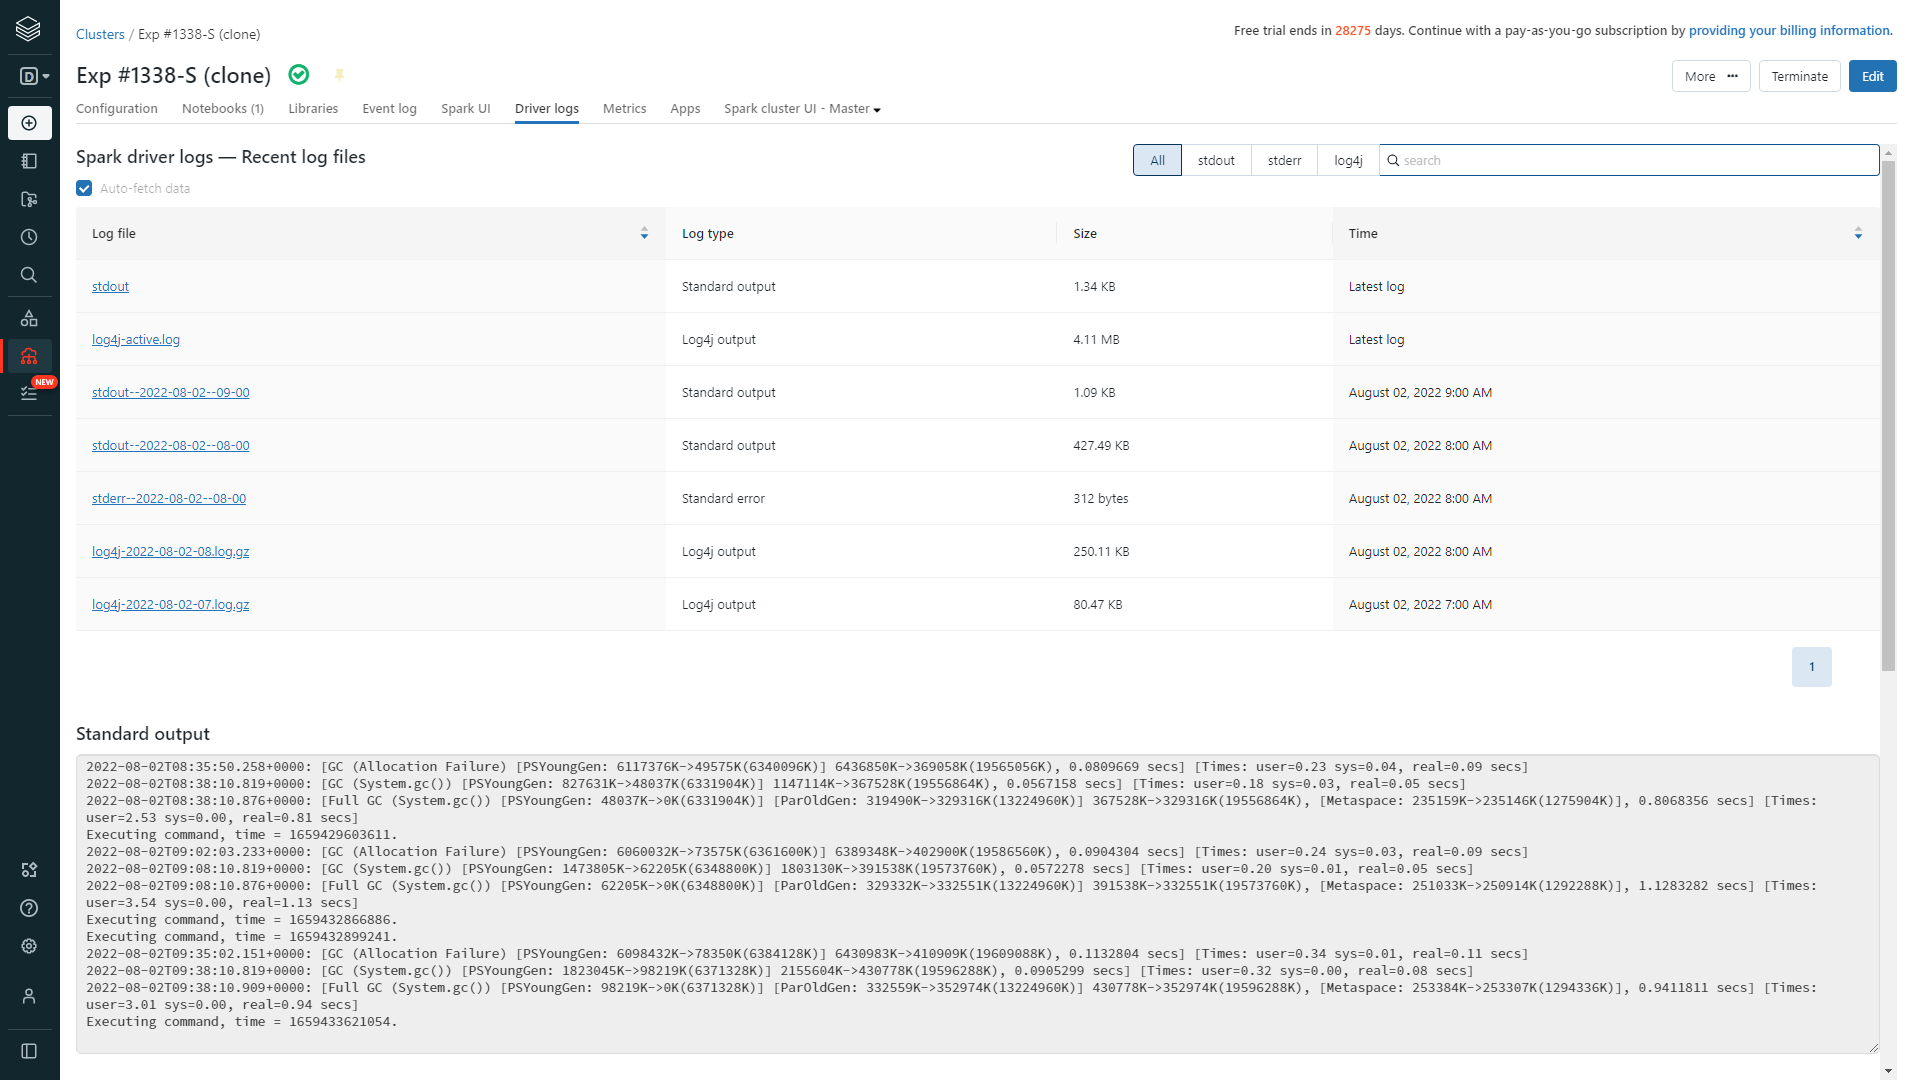 Clusters / Exp #1338-S (clone)
Free trial ends in 28275 days. Continue with a pay-as-you-go subscription by providing your billing information.
D
Exp #1338-S (clone)
More ··· Terminate Edit
Configuration Notebooks (1) Libraries Event log Spark UI Driver logs Metrics Apps Spark cluster UI - Master
Spark driver logs — Recent log files
All stdout stderr log4j search
Auto-fetch data
Log file Log type Size Time
stdout Standard output 1.34 KB Latest log
log4j-active.log Log4j output 4.11 MB Latest log
NEW
stdout--2022-08-02--09-00 Standard output 1.09 KB August 02, 2022 9:00 AM
stdout--2022-08-02--08-00 Standard output 427.49 KB August 02, 2022 8:00 AM
stderr--2022-08-02--08-00 Standard error 312 bytes August 02, 2022 8:00 AM
log4j-2022-08-02-08.log.gz Log4j output 250.11 KB August 02, 2022 8:00 AM
log4j-2022-08-02-07.log.gz Log4j output 80.47 KB August 02, 2022 7:00 AM
1
Standard output
2022-08-02T08:35:50.258+0000: [GC (Allocation Failure) [PSYoungGen: 6117376K->49575K(6340096K)] 6436850K->369058K(19565056K), 0.0809669 secs] [Times: user=0.23 sys=0.04, real=0.09 secs]
2022-08-02T08:38:10.819+0000: [GC (System.gc()) [PSYoungGen: 827631K->48037K(6331904K)] 1147114K->367528K(19556864K), 0.0567158 secs] [Times: user=0.18 sys=0.03, real=0.05 secs]
2022-08-02T08:38:10.876+0000: [Full GC (System.gc()) [PSYoungGen: 48037K->0K(6331904K)] [ParOldGen: 319490K->329316K(13224960K)] 367528K->329316K(19556864K), [Metaspace: 235159K->235146K(1275904K)], 0.8068356 secs] [Times:
user=2.53 sys=0.00, real=0.81 secs]
Executing command, time = 1659429603611.
2022-08-02T09:02:03.233+0000: [GC (Allocation Failure) [PSYoungGen: 6060032K->73575K(6361600K)] 6389348K->402900K(19586560K), 0.0904304 secs] [Times: user=0.24 sys=0.03, real=0.09 secs]
2022-08-02T09:08:10.819+0000: [GC (System.gc()) [PSYoungGen: 1473805K->62205K(6348800K)] 1803130K->391538K(19573760K), 0.0572278 secs] [Times: user=0.20 sys=0.01, real=0.05 secs]
2022-08-02T09:08:10.876+0000: [Full GC (System.gc()) [PSYoungGen: 62205K->0K(6348800K)] [ParOldGen: 329332K->332551K(13224960K)] 391538K->332551K(19573760K), [Metaspace: 251033K->250914K(1292288K)], 1.1283282 secs] [Times:
user=3.54 sys=0.00, real=1.13 secs]
Executing command, time = 1659432866886.
Executing command, time = 1659432899241.
2022-08-02T09:35:02.151+0000: [GC (Allocation Failure) [PSYoungGen: 6098432K->78350K(6384128K)] 6430983K->410909K(19609088K), 0.1132804 secs] [Times: user=0.34 sys=0.01, real=0.11 secs]
2022-08-02T09:38:10.819+0000: [GC (System.gc()) [PSYoungGen: 1823045K->98219K(6371328K)] 2155604K->430778K(19596288K), 0.0905299 secs] [Times: user=0.32 sys=0.00, real=0.08 secs]
2022-08-02T09:38:10.909+0000: [Full GC (System.gc()) [PSYoungGen: 98219K->0K(6371328K)] [ParOldGen: 332559K->352974K(13224960K)] 430778K->352974K(19596288K), [Metaspace: 253384K->253307K(1294336K)], 0.9411811 secs] [Times:
user=3.01 sys=0.00, real=0.94 secs]
Executing command, time = 1659433621054.